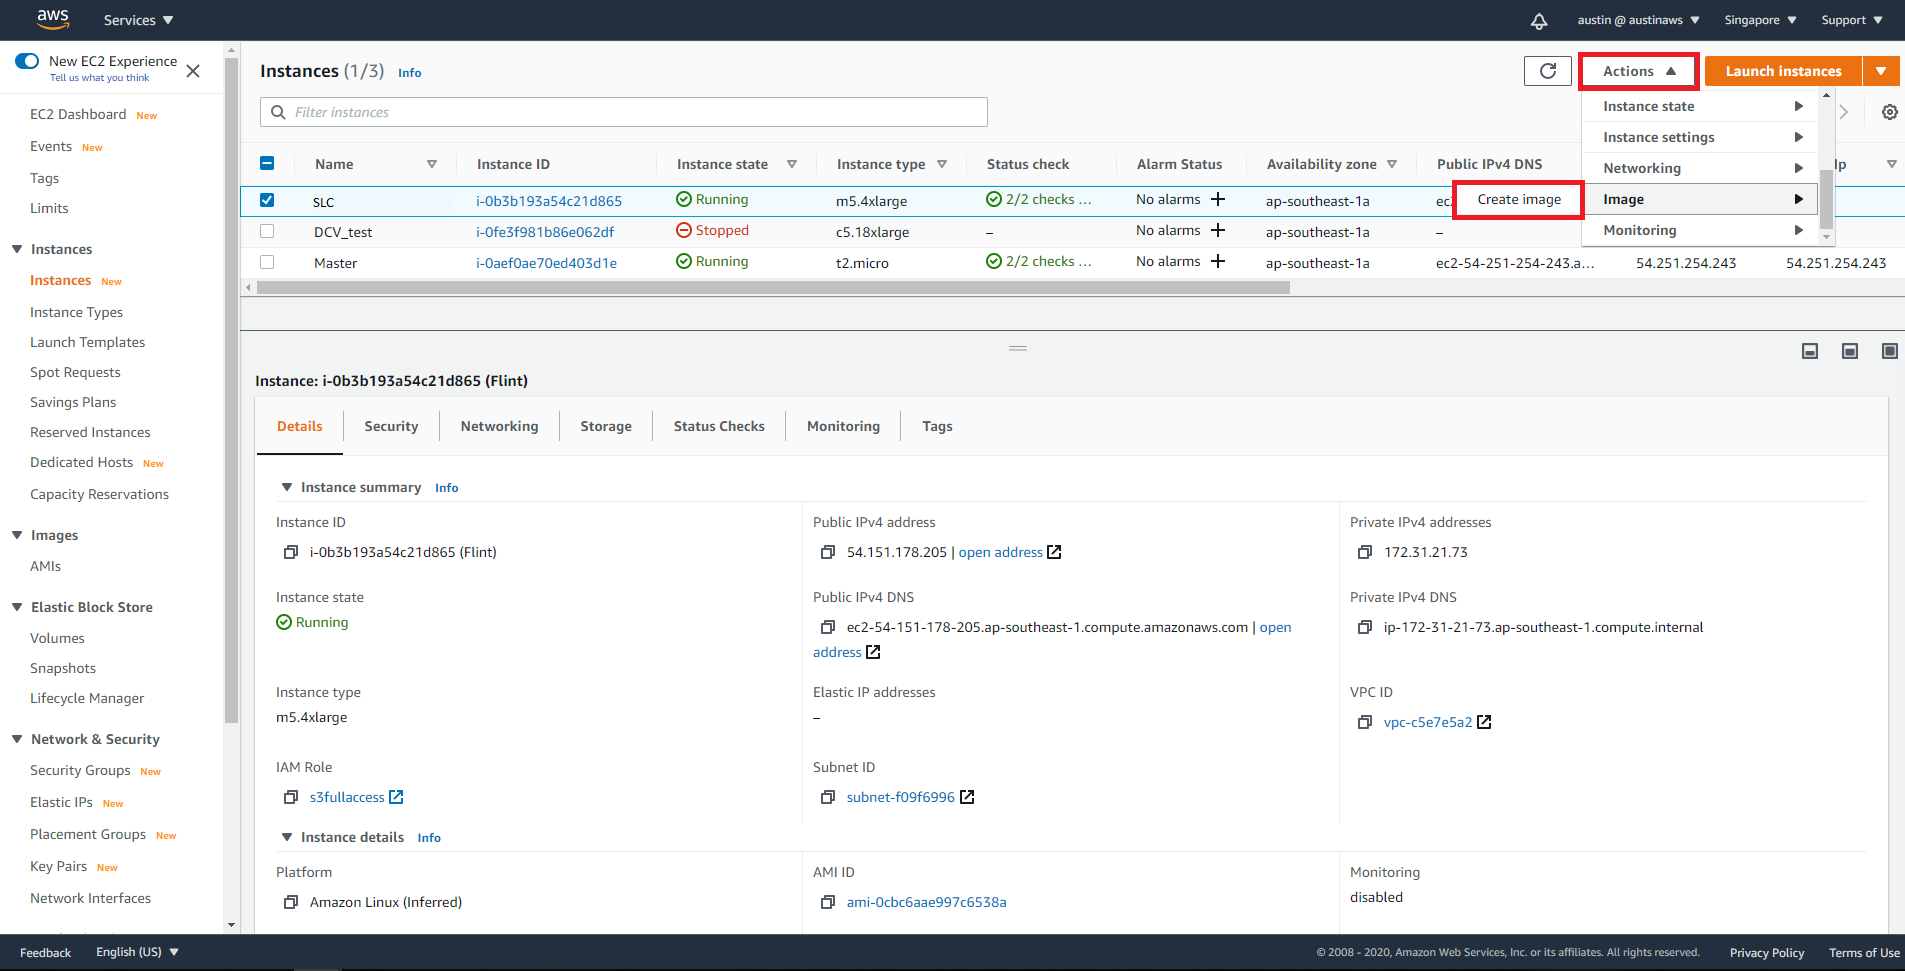 aws Services austin @ austinaws Singapore Support
New EC2 Experience
Tell us what you think
EC2 Dashboard New
Events New
Tags
Limits
Instances
Instances New
Instance Types
Launch Templates
Spot Requests
Savings Plans
Reserved Instances
Dedicated Hosts New
Capacity Reservations
Images
AMIs
Elastic Block Store
Volumes
Snapshots
Lifecycle Manager
Network & Security
Security Groups New
Elastic IPs New
Placement Groups New
Key Pairs New
Network Interfaces
Instances (1/3) Info
Actions Launch instances
Filter instances
Instance state
Instance settings
Networking
Image
Monitoring
Create image
Name Instance ID Instance state Instance type Status check Alarm Status Availability zone Public IPv4 DNS
SLC i-0b3b193a54c21d865 Running m5.4xlarge 2/2 checks ... No alarms + ap-southeast-1a
DCV_test i-0fe3f981b86e062df Stopped c5.18xlarge – No alarms + ap-southeast-1a –
Master i-0aef0ae70ed403d1e Running t2.micro 2/2 checks ... No alarms + ap-southeast-1a ec2-54-251-254-243.a... 54.251.254.243 54.251.254.243
Instance: i-0b3b193a54c21d865 (Flint)
Details Security Networking Storage Status Checks Monitoring Tags
Instance summary Info
Instance ID
i-0b3b193a54c21d865 (Flint)
Public IPv4 address
54.151.178.205 | open address
Private IPv4 addresses
172.31.21.73
Instance state
Running
Public IPv4 DNS
ec2-54-151-178-205.ap-southeast-1.compute.amazonaws.com | open
address
Private IPv4 DNS
ip-172-31-21-73.ap-southeast-1.compute.internal
Instance type
m5.4xlarge
Elastic IP addresses
–
VPC ID
vpc-c5e7e5a2
IAM Role
s3fullaccess
Subnet ID
subnet-f09f6996
Instance details Info
Platform
Amazon Linux (Inferred)
AMI ID
ami-0cbc6aae997c6538a
Monitoring
disabled
Feedback English (US) © 2008 - 2020, Amazon Web Services, Inc. or its affiliates. All rights reserved. Privacy Policy Terms of Use